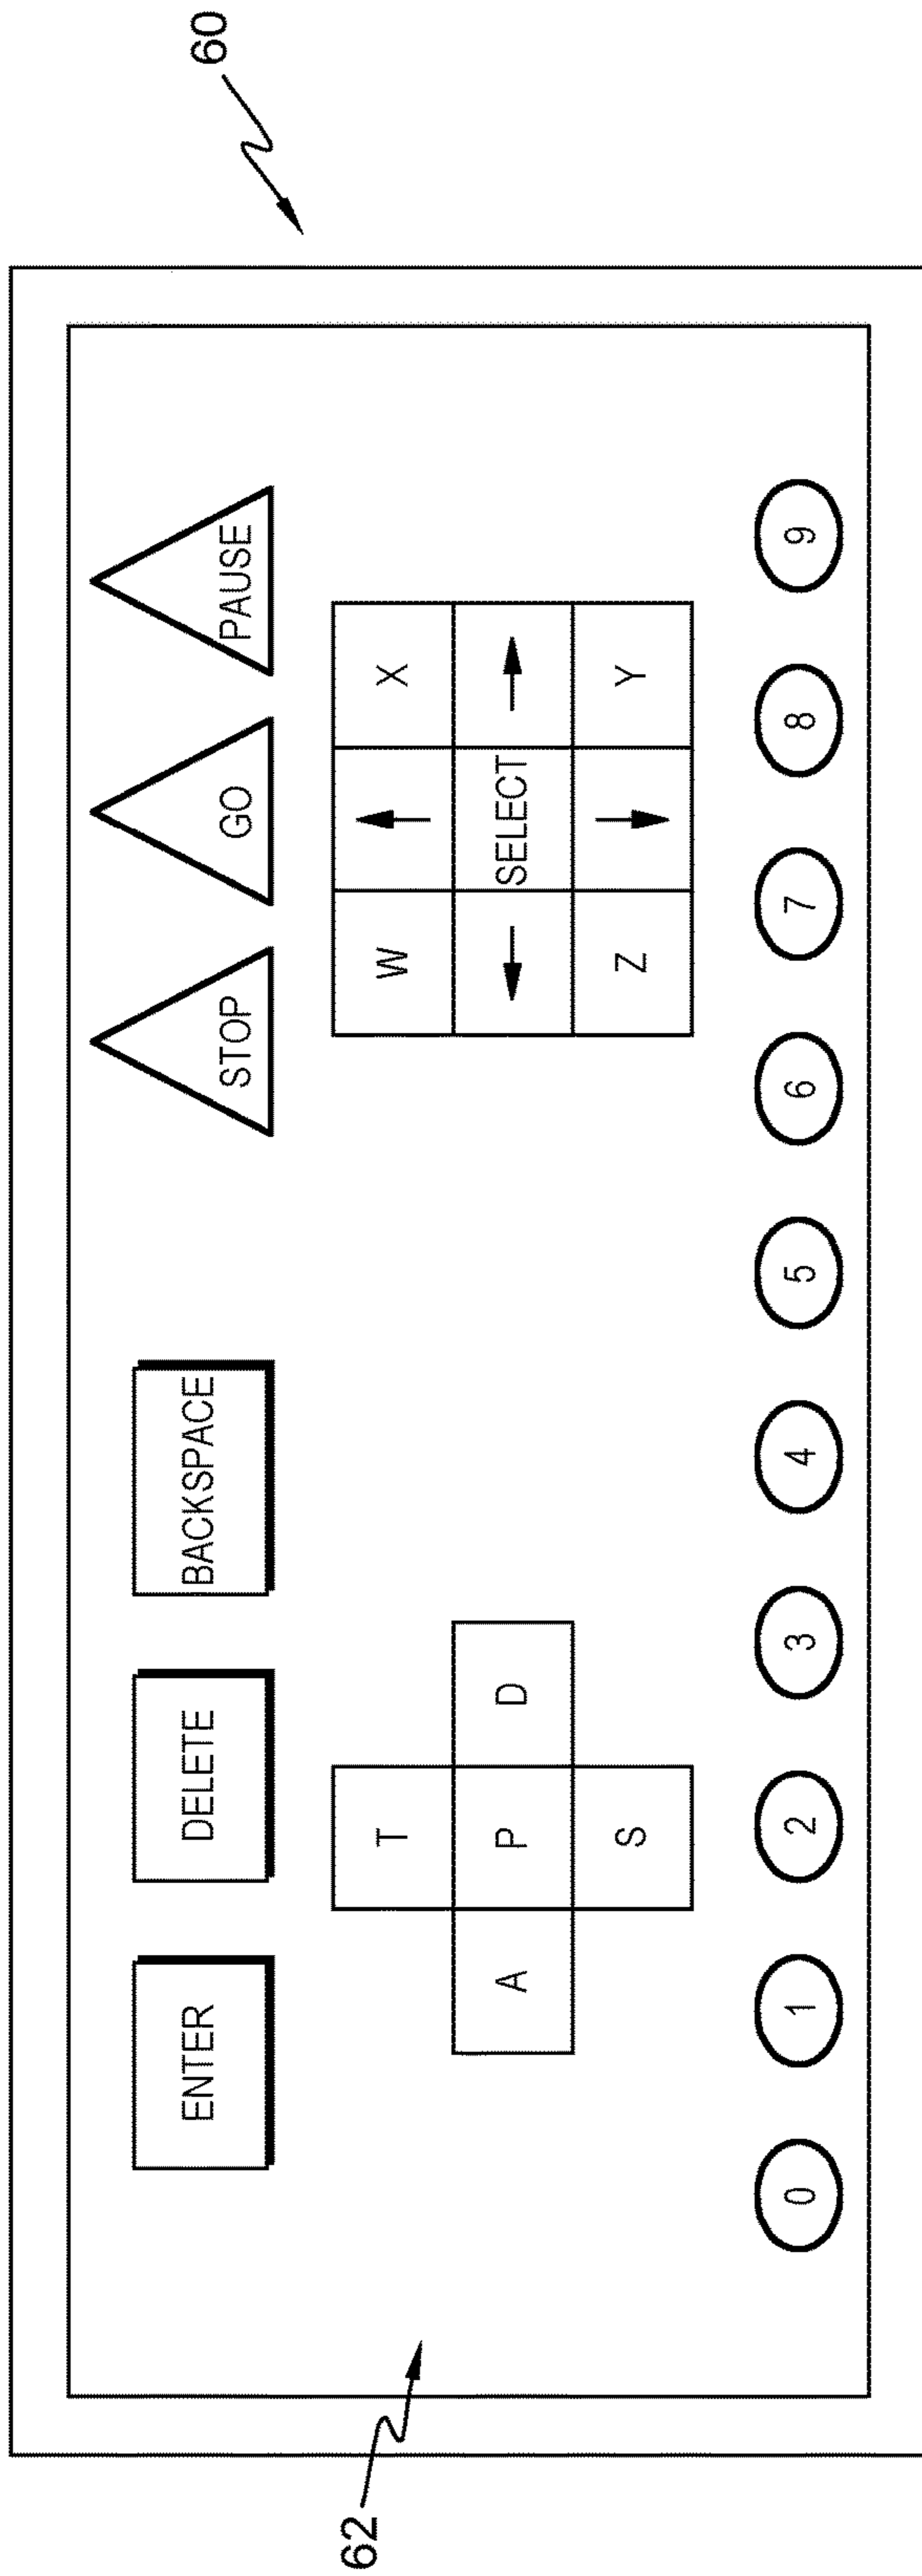 60
ENTER DELETE BACKSPACE STOP GO PAUSE
T W ↑ X
A P D ← SELECT →
S Z ↓ Y
0 1 2 3 4 5 6 7 8 9
62